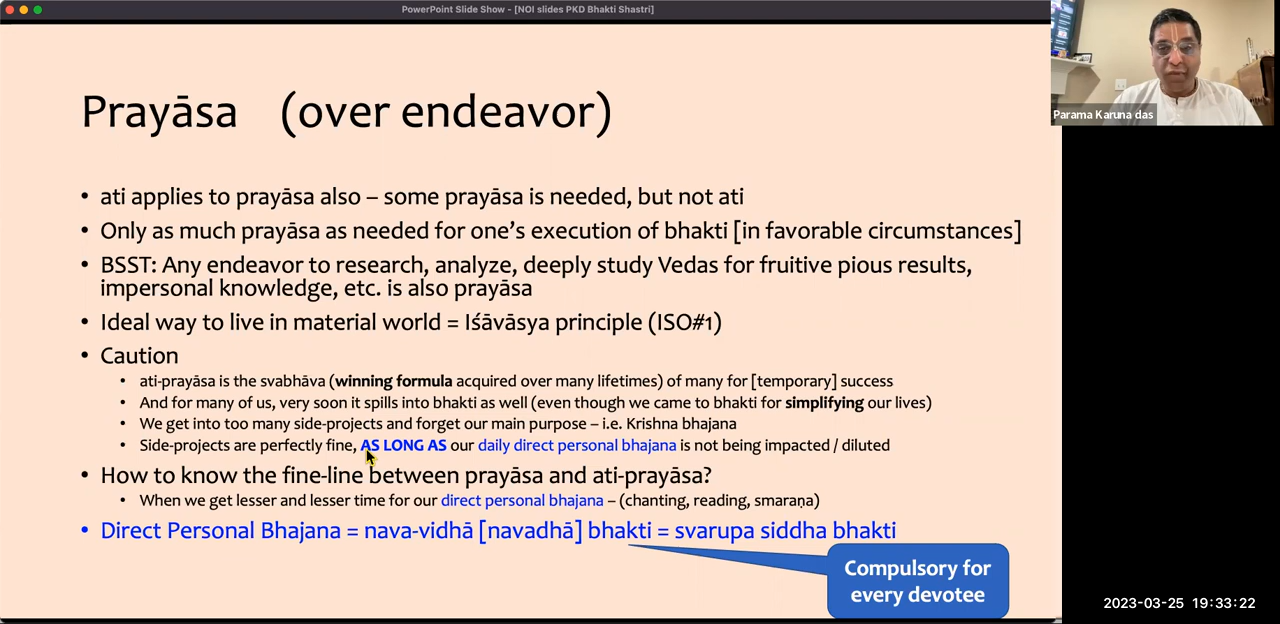 PowerPoint Slide Show - [NOI slides PKD Bhakti Shastri]
Parama Karuna das
Prayāsa (over endeavor)
• ati applies to prayāsa also – some prayāsa is needed, but not ati
• Only as much prayāsa as needed for one's execution of bhakti [in favorable circumstances]
• BSST: Any endeavor to research, analyze, deeply study Vedas for fruitive pious results,
impersonal knowledge, etc. is also prayāsa
• Ideal way to live in material world = Iśāvāsya principle (ISO#1)
• Caution
• ati-prayāsa is the svabhāva (winning formula acquired over many lifetimes) of many for [temporary] success
• And for many of us, very soon it spills into bhakti as well (even though we came to bhakti for simplifying our lives)
• We get into too many side-projects and forget our main purpose – i.e. Krishna bhajana
• Side-projects are perfectly fine, AS LONG AS our daily direct personal bhajana is not being impacted / diluted
• How to know the fine-line between prayāsa and ati-prayāsa?
• When we get lesser and lesser time for our direct personal bhajana – (chanting, reading, smaraṇa)
• Direct Personal Bhajana = nava-vidhā [navadhā] bhakti = svarupa siddha bhakti
Compulsory for
every devotee
2023-03-25 19:33:22